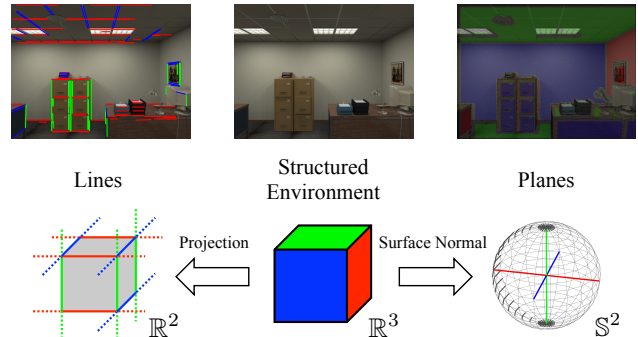 Lines
Structured
Environment
Planes
Projection
Surface Normal
ℝ²
ℝ³
𝕊²